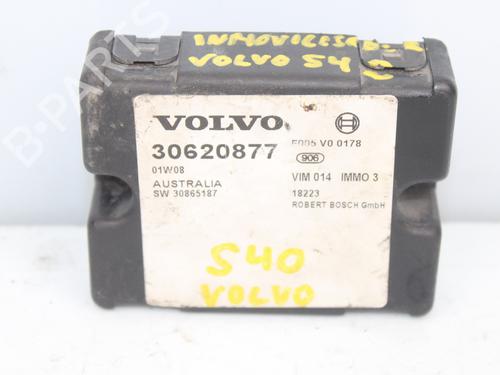 VOLVO S40
VOLVO
30620877
01W08
AUSTRALIA
SW 30865187
F005 V0 0178
906
VIM 014 IMMO 3
18223
ROBERT BOSCH GmbH
S40
VOLVO
B-PARTS